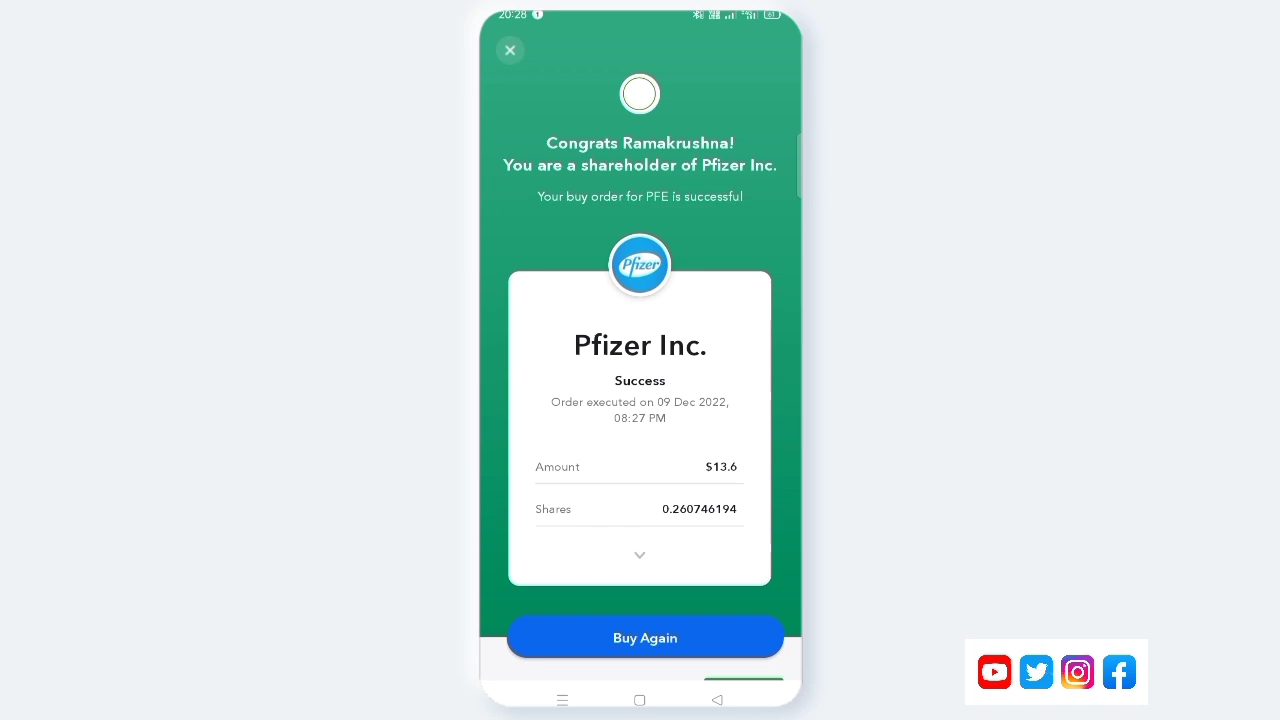 20:28
Congrats Ramakrushna!
You are a shareholder of Pfizer Inc.
Your buy order for PFE is successful
Pfizer
Pfizer Inc.
Success
Order executed on 09 Dec 2022,
08:27 PM
Amount $13.6
Shares 0.260746194
Buy Again